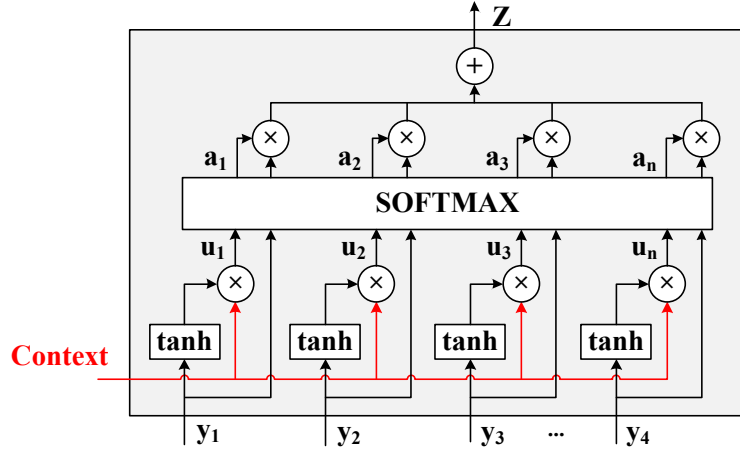 Z
+
× × × ×
a1 a2 a3 an
SOFTMAX
u1 u2 u3 un
× × × ×
tanh tanh tanh tanh
Context
y1 y2 y3 ... y4